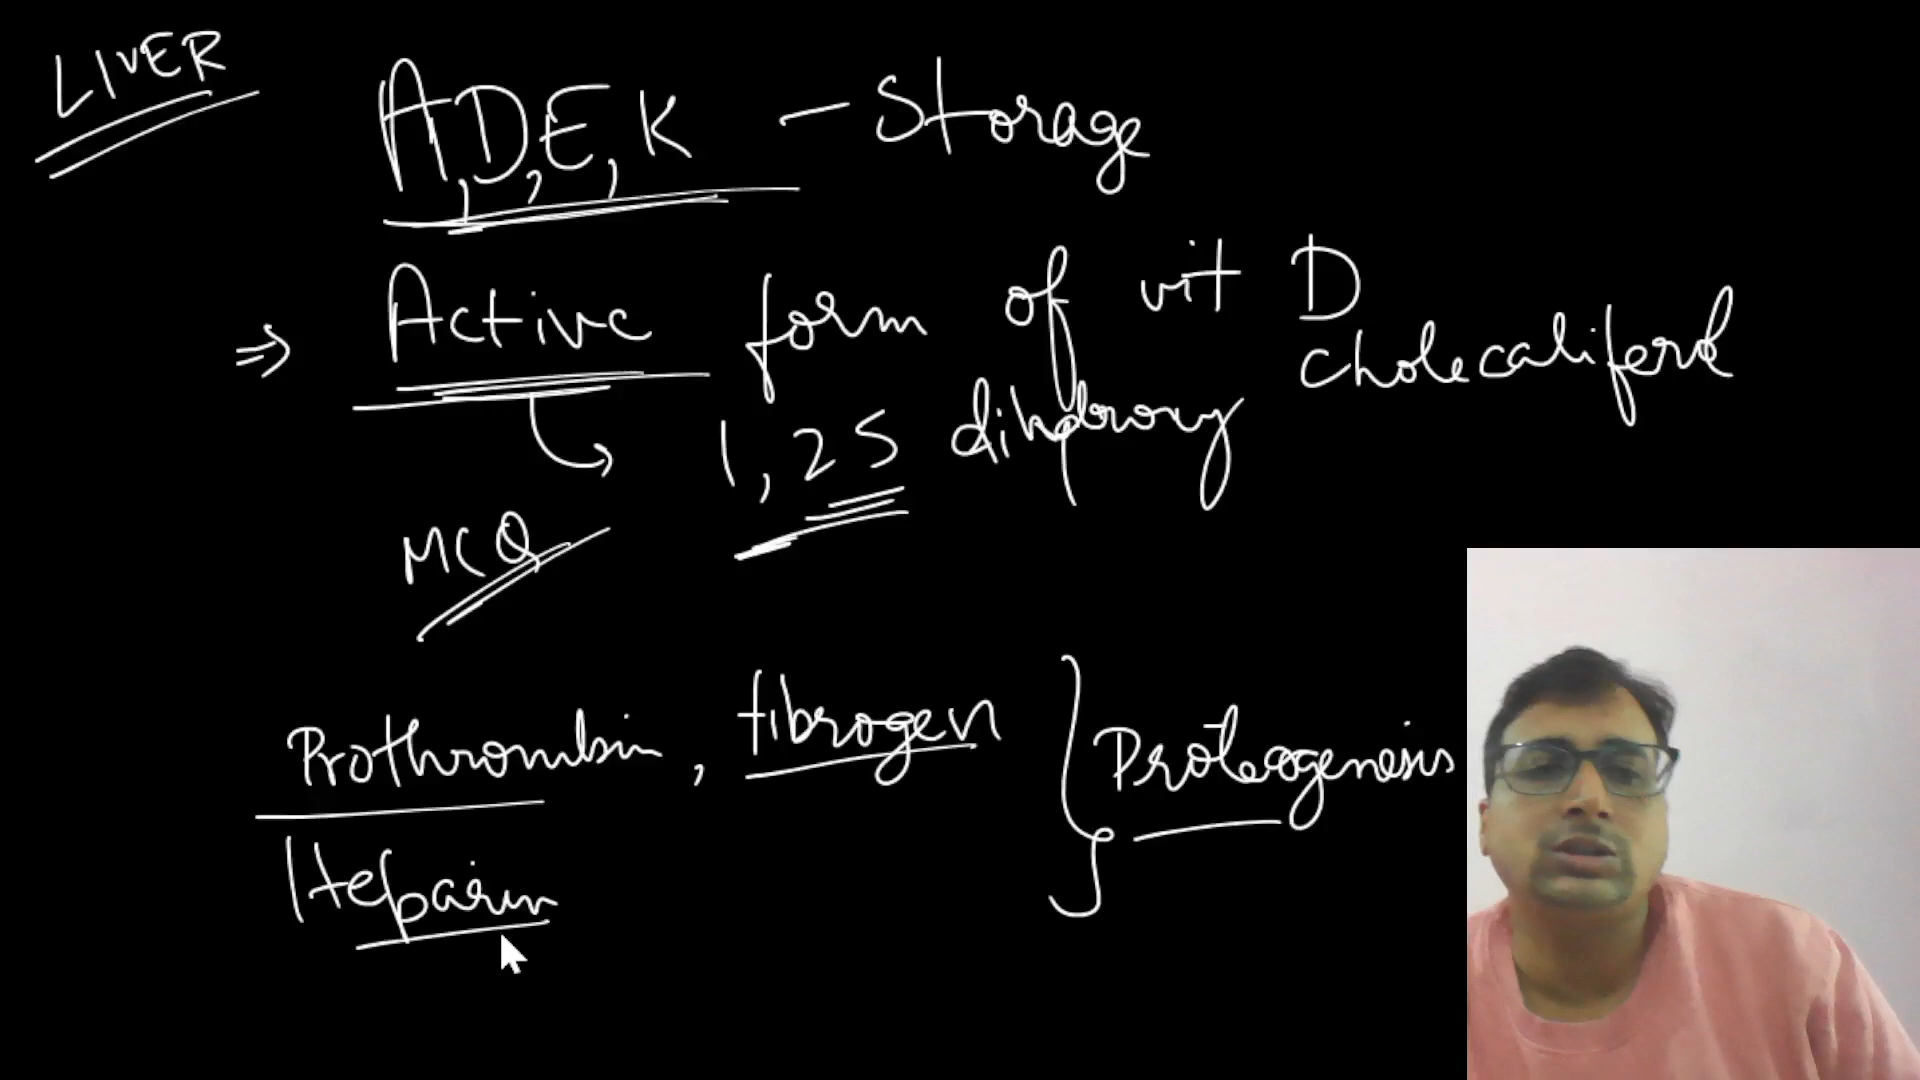 LIVER
A, D, E, K - Storage
⇒ Active form of vit D
1, 25 dihydroxy cholecaliferol
MCQ
Prothrombin, fibrogen } Proteogenesis
Heparin